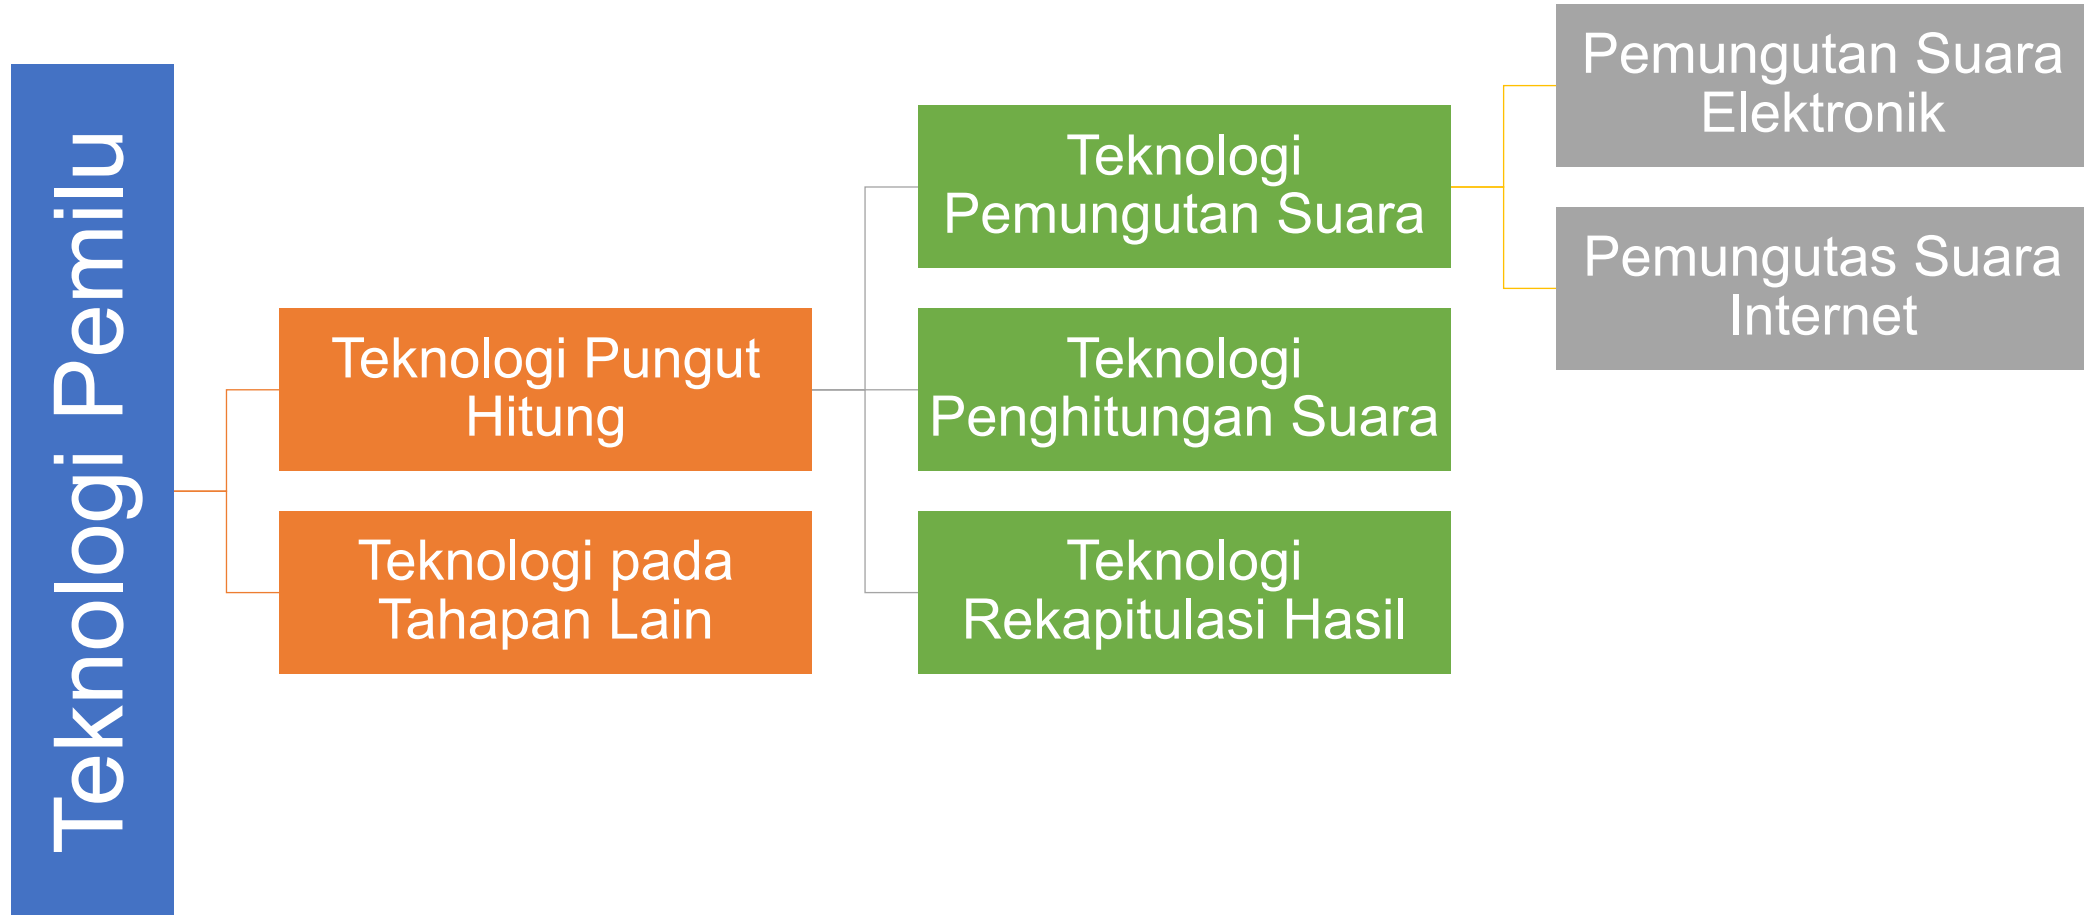 Teknologi Pemilu
Teknologi Pungut
Hitung
Teknologi pada
Tahapan Lain
Teknologi
Pemungutan Suara
Teknologi
Penghitungan Suara
Teknologi
Rekapitulasi Hasil
Pemungutan Suara
Elektronik
Pemungutas Suara
Internet